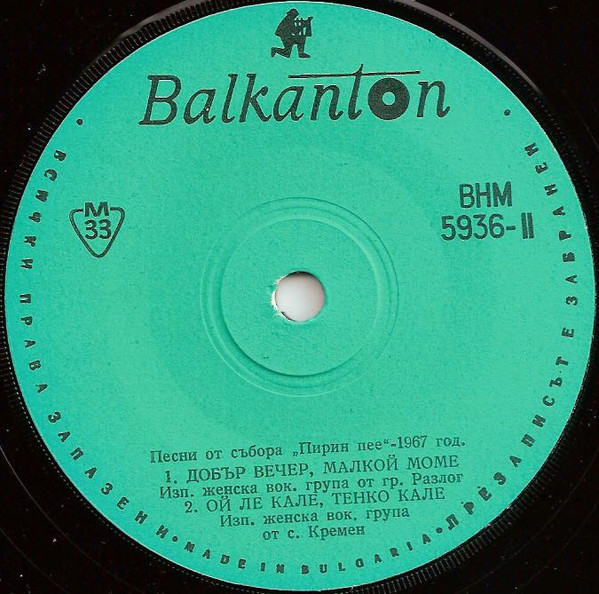 Balkanton
M
33
ВНМ
5936-II
Песни от събора „Пирин пее“-1967 год.
1. ДОБЪР ВЕЧЕР, МАЛКОЙ МОМЕ
Изп. женска вок. група от гр. Разлог
2. ОЙ ЛЕ КАЛЕ, ТЕНКО КАЛЕ
Изп. женска вок. група
от с. Кремен
• ВСИЧКИ ПРАВА ЗАПАЗЕНИ • MADE IN BULGARIA • ПРЕЗАПИСЪТ Е ЗАБРАНЕН •